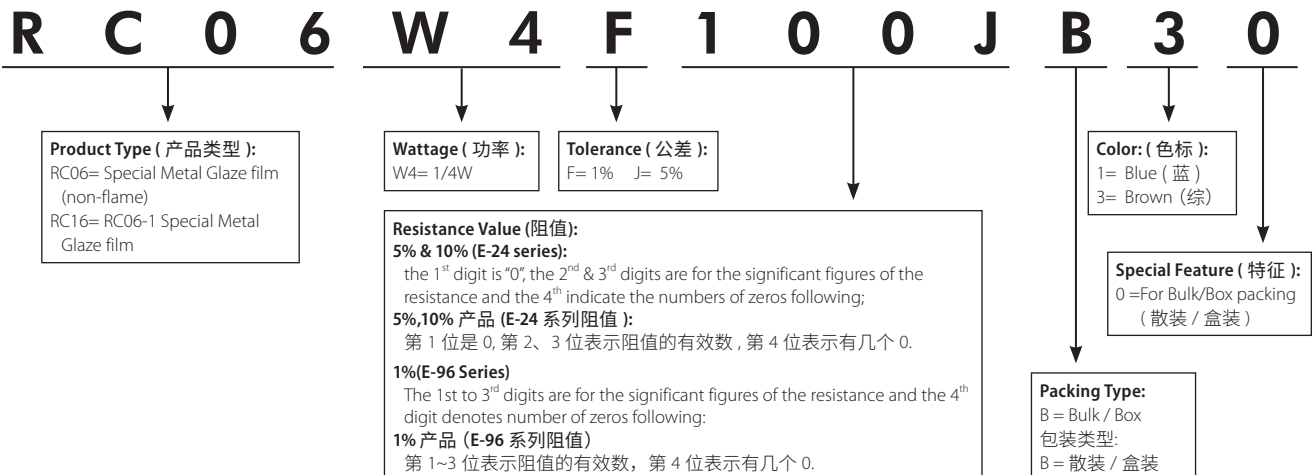 R C 0 6 W 4 F 1 0 0 J B 3 0
Product Type ( 产品类型 ):
RC06= Special Metal Glaze film
(non-flame)
RC16= RC06-1 Special Metal
Glaze film
Wattage ( 功率 ):
W4= 1/4W
Tolerance ( 公差 ):
F= 1% J= 5%
Resistance Value (阻值):
5% & 10% (E-24 series):
the 1st digit is “0”, the 2nd & 3rd digits are for the significant figures of the
resistance and the 4th indicate the numbers of zeros following;
5%,10% 产品 (E-24 系列阻值 ):
第 1 位是 0, 第 2、3 位表示阻值的有效数 , 第 4 位表示有几个 0.
1%(E-96 Series)
The 1st to 3rd digits are for the significant figures of the resistance and the 4th
digit denotes number of zeros following:
1% 产品（E-96 系列阻值）
第 1~3 位表示阻值的有效数，第 4 位表示有几个 0.
Color: ( 色标 ):
1= Blue ( 蓝 )
3= Brown（综）
Special Feature ( 特征 ):
0 =For Bulk/Box packing
( 散装 / 盒装 )
Packing Type:
B = Bulk / Box
包装类型:
B = 散装 / 盒装